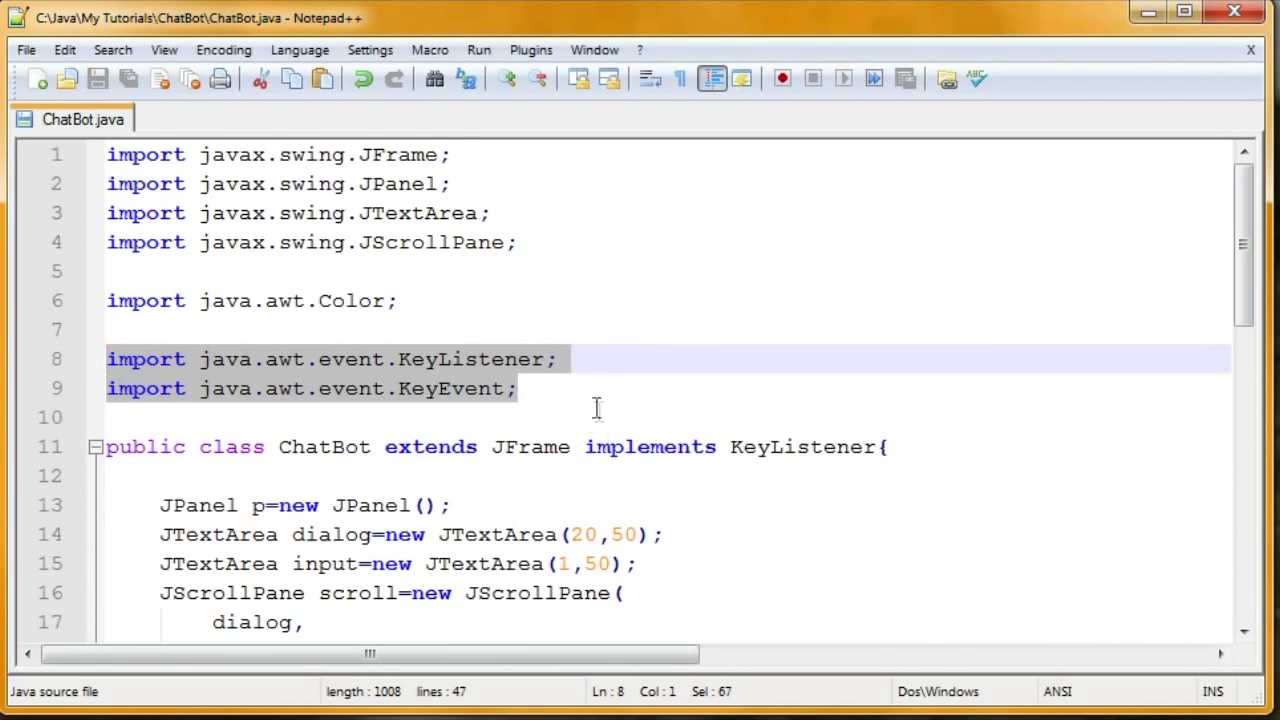 C:\Java\My Tutorials\ChatBot\ChatBot.java - Notepad++
File Edit Search View Encoding Language Settings Macro Run Plugins Window ? X
ABC
ChatBot.java
1 import javax.swing.JFrame;
2 import javax.swing.JPanel;
3 import javax.swing.JTextArea;
4 import javax.swing.JScrollPane;
5
6 import java.awt.Color;
7
8 import java.awt.event.KeyListener;
9 import java.awt.event.KeyEvent;
10
11 public class ChatBot extends JFrame implements KeyListener{
12
13 JPanel p=new JPanel();
14 JTextArea dialog=new JTextArea(20,50);
15 JTextArea input=new JTextArea(1,50);
16 JScrollPane scroll=new JScrollPane(
17 dialog,
Java source file length : 1008 lines : 47 Ln : 8 Col : 1 Sel : 67 Dos\Windows ANSI INS